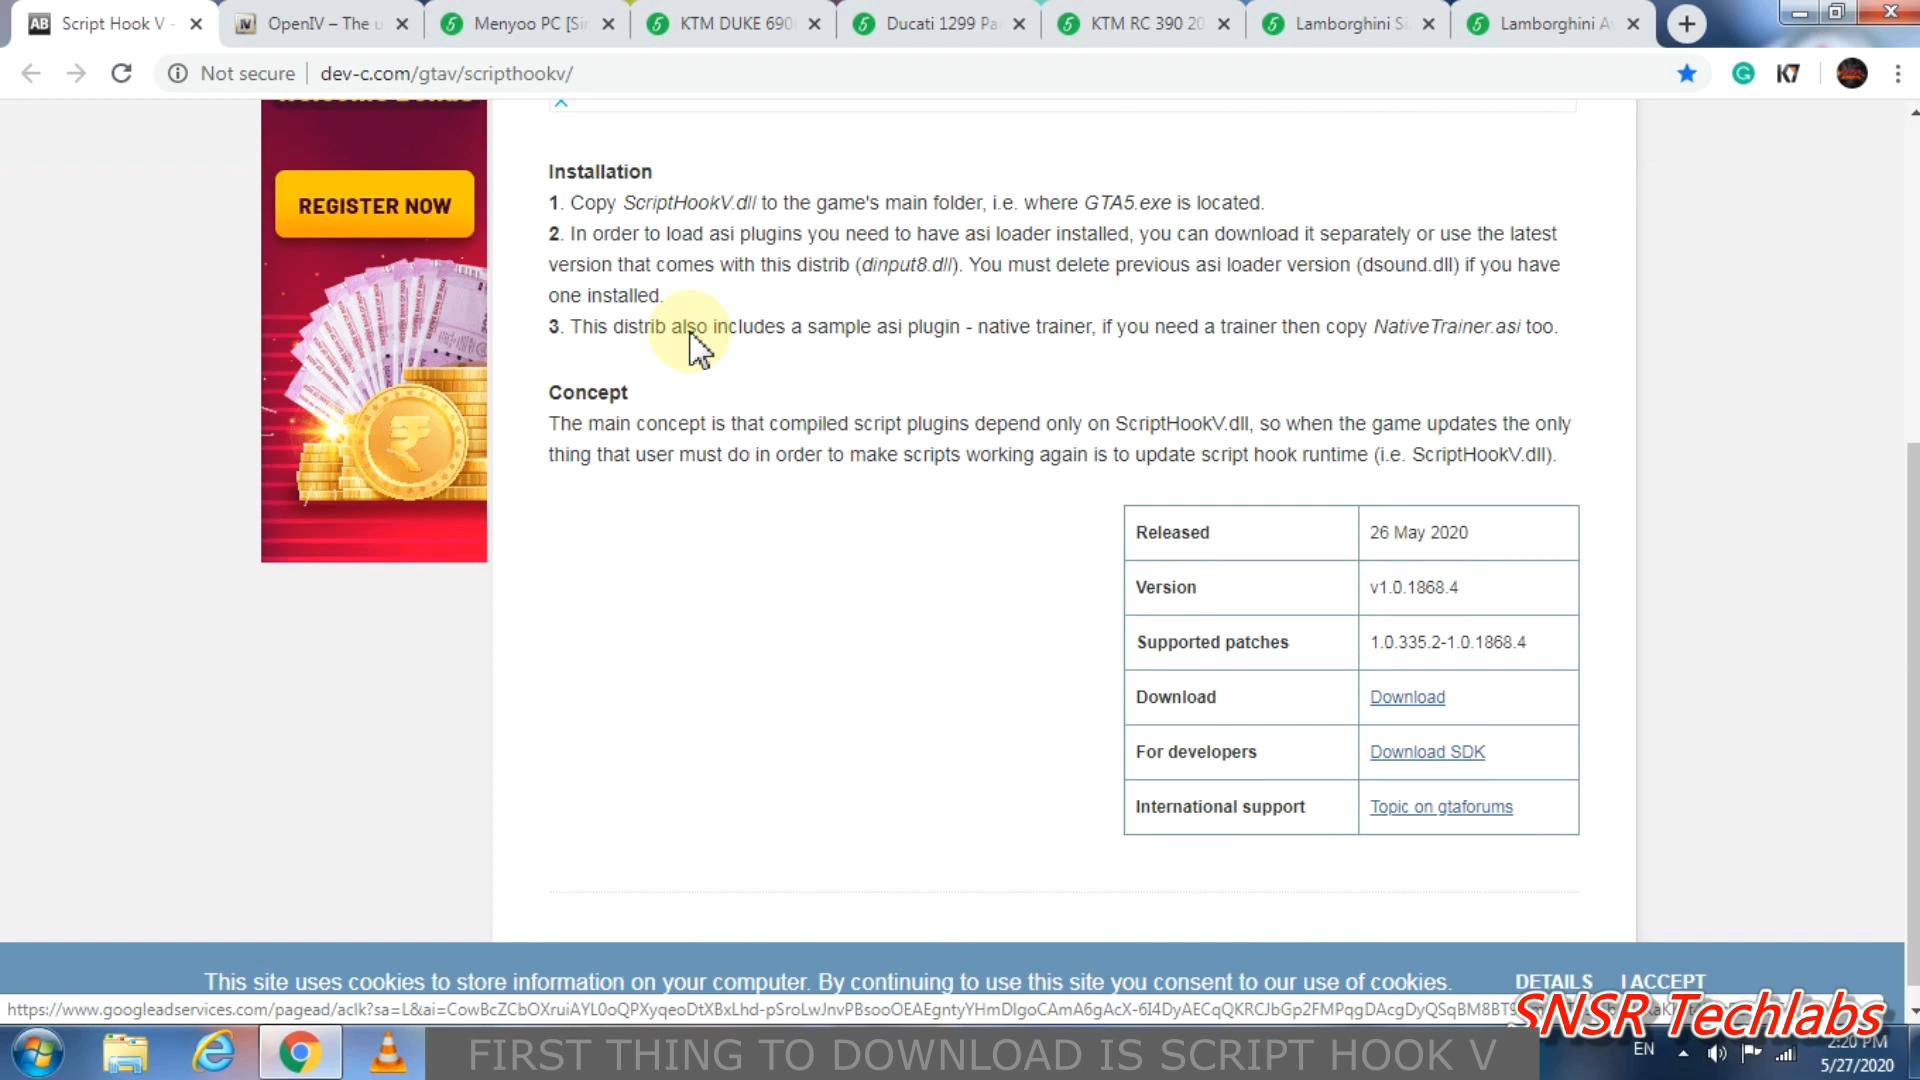 Script Hook V -
OpenIV – The u
Menyoo PC [Sin
KTM DUKE 690
Ducati 1299 Pa
KTM RC 390 20
Lamborghini Si
Lamborghini Av
Not secure
dev-c.com/gtav/scripthookv/
REGISTER NOW
Installation
1. Copy ScriptHookV.dll to the game's main folder, i.e. where GTA5.exe is located.
2. In order to load asi plugins you need to have asi loader installed, you can download it separately or use the latest
version that comes with this distrib (dinput8.dll). You must delete previous asi loader version (dsound.dll) if you have
one installed.
3. This distrib also includes a sample asi plugin - native trainer, if you need a trainer then copy NativeTrainer.asi too.
Concept
The main concept is that compiled script plugins depend only on ScriptHookV.dll, so when the game updates the only
thing that user must do in order to make scripts working again is to update script hook runtime (i.e. ScriptHookV.dll).
Released 26 May 2020
Version v1.0.1868.4
Supported patches 1.0.335.2-1.0.1868.4
Download Download
For developers Download SDK
International support Topic on gtaforums
This site uses cookies to store information on your computer. By continuing to use this site you consent to our use of cookies.
DETAILS I ACCEPT
SNSR Techlabs
FIRST THING TO DOWNLOAD IS SCRIPT HOOK V
EN
2:20 PM
5/27/2020